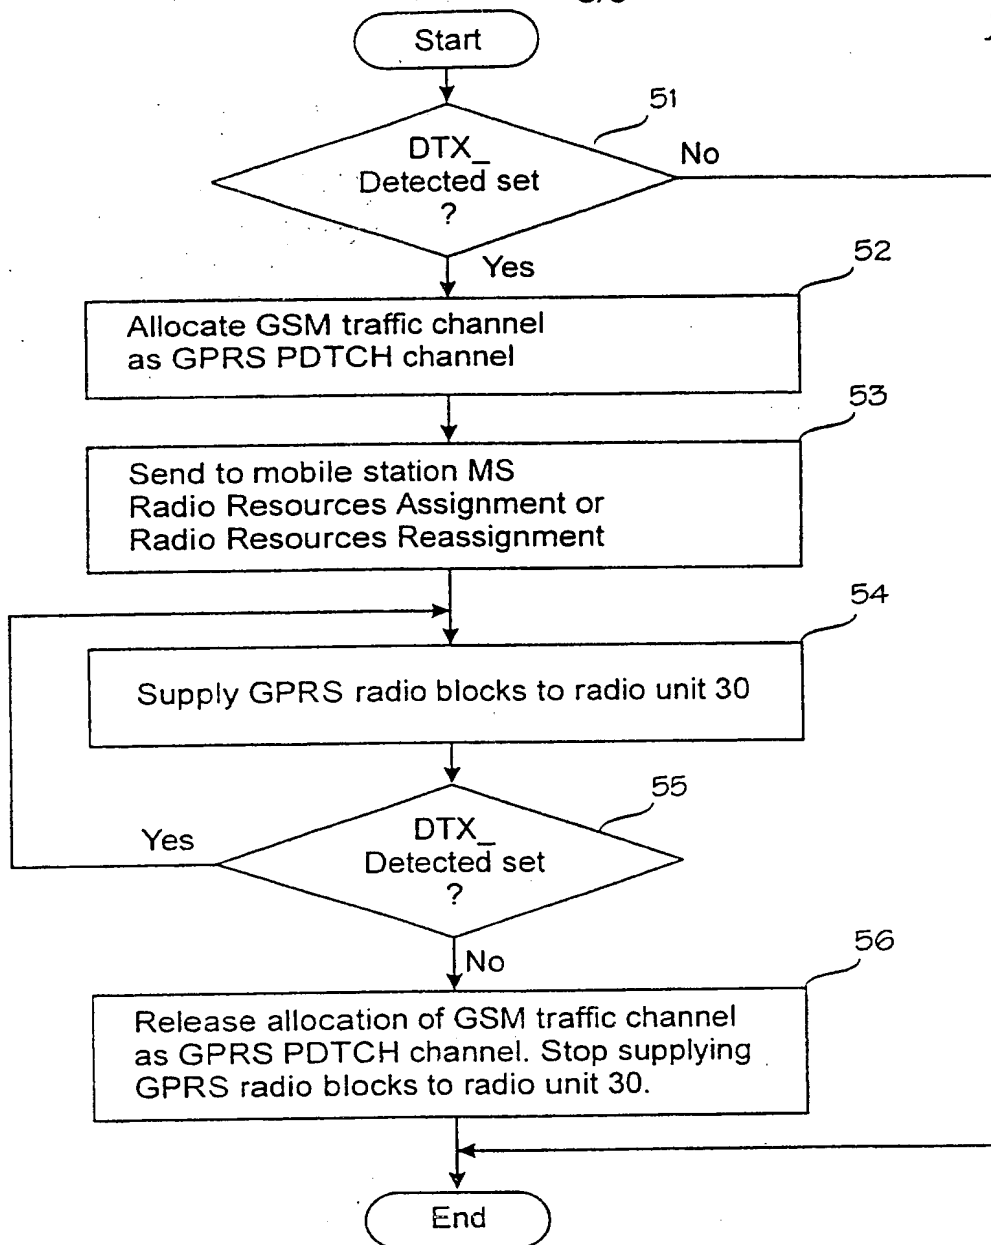 Start
51
DTX_
Detected set
?
No
Yes
52
Allocate GSM traffic channel
as GPRS PDTCH channel
53
Send to mobile station MS
Radio Resources Assignment or
Radio Resources Reassignment
54
Supply GPRS radio blocks to radio unit 30
55
DTX_
Detected set
?
Yes
No
56
Release allocation of GSM traffic channel
as GPRS PDTCH channel. Stop supplying
GPRS radio blocks to radio unit 30.
End